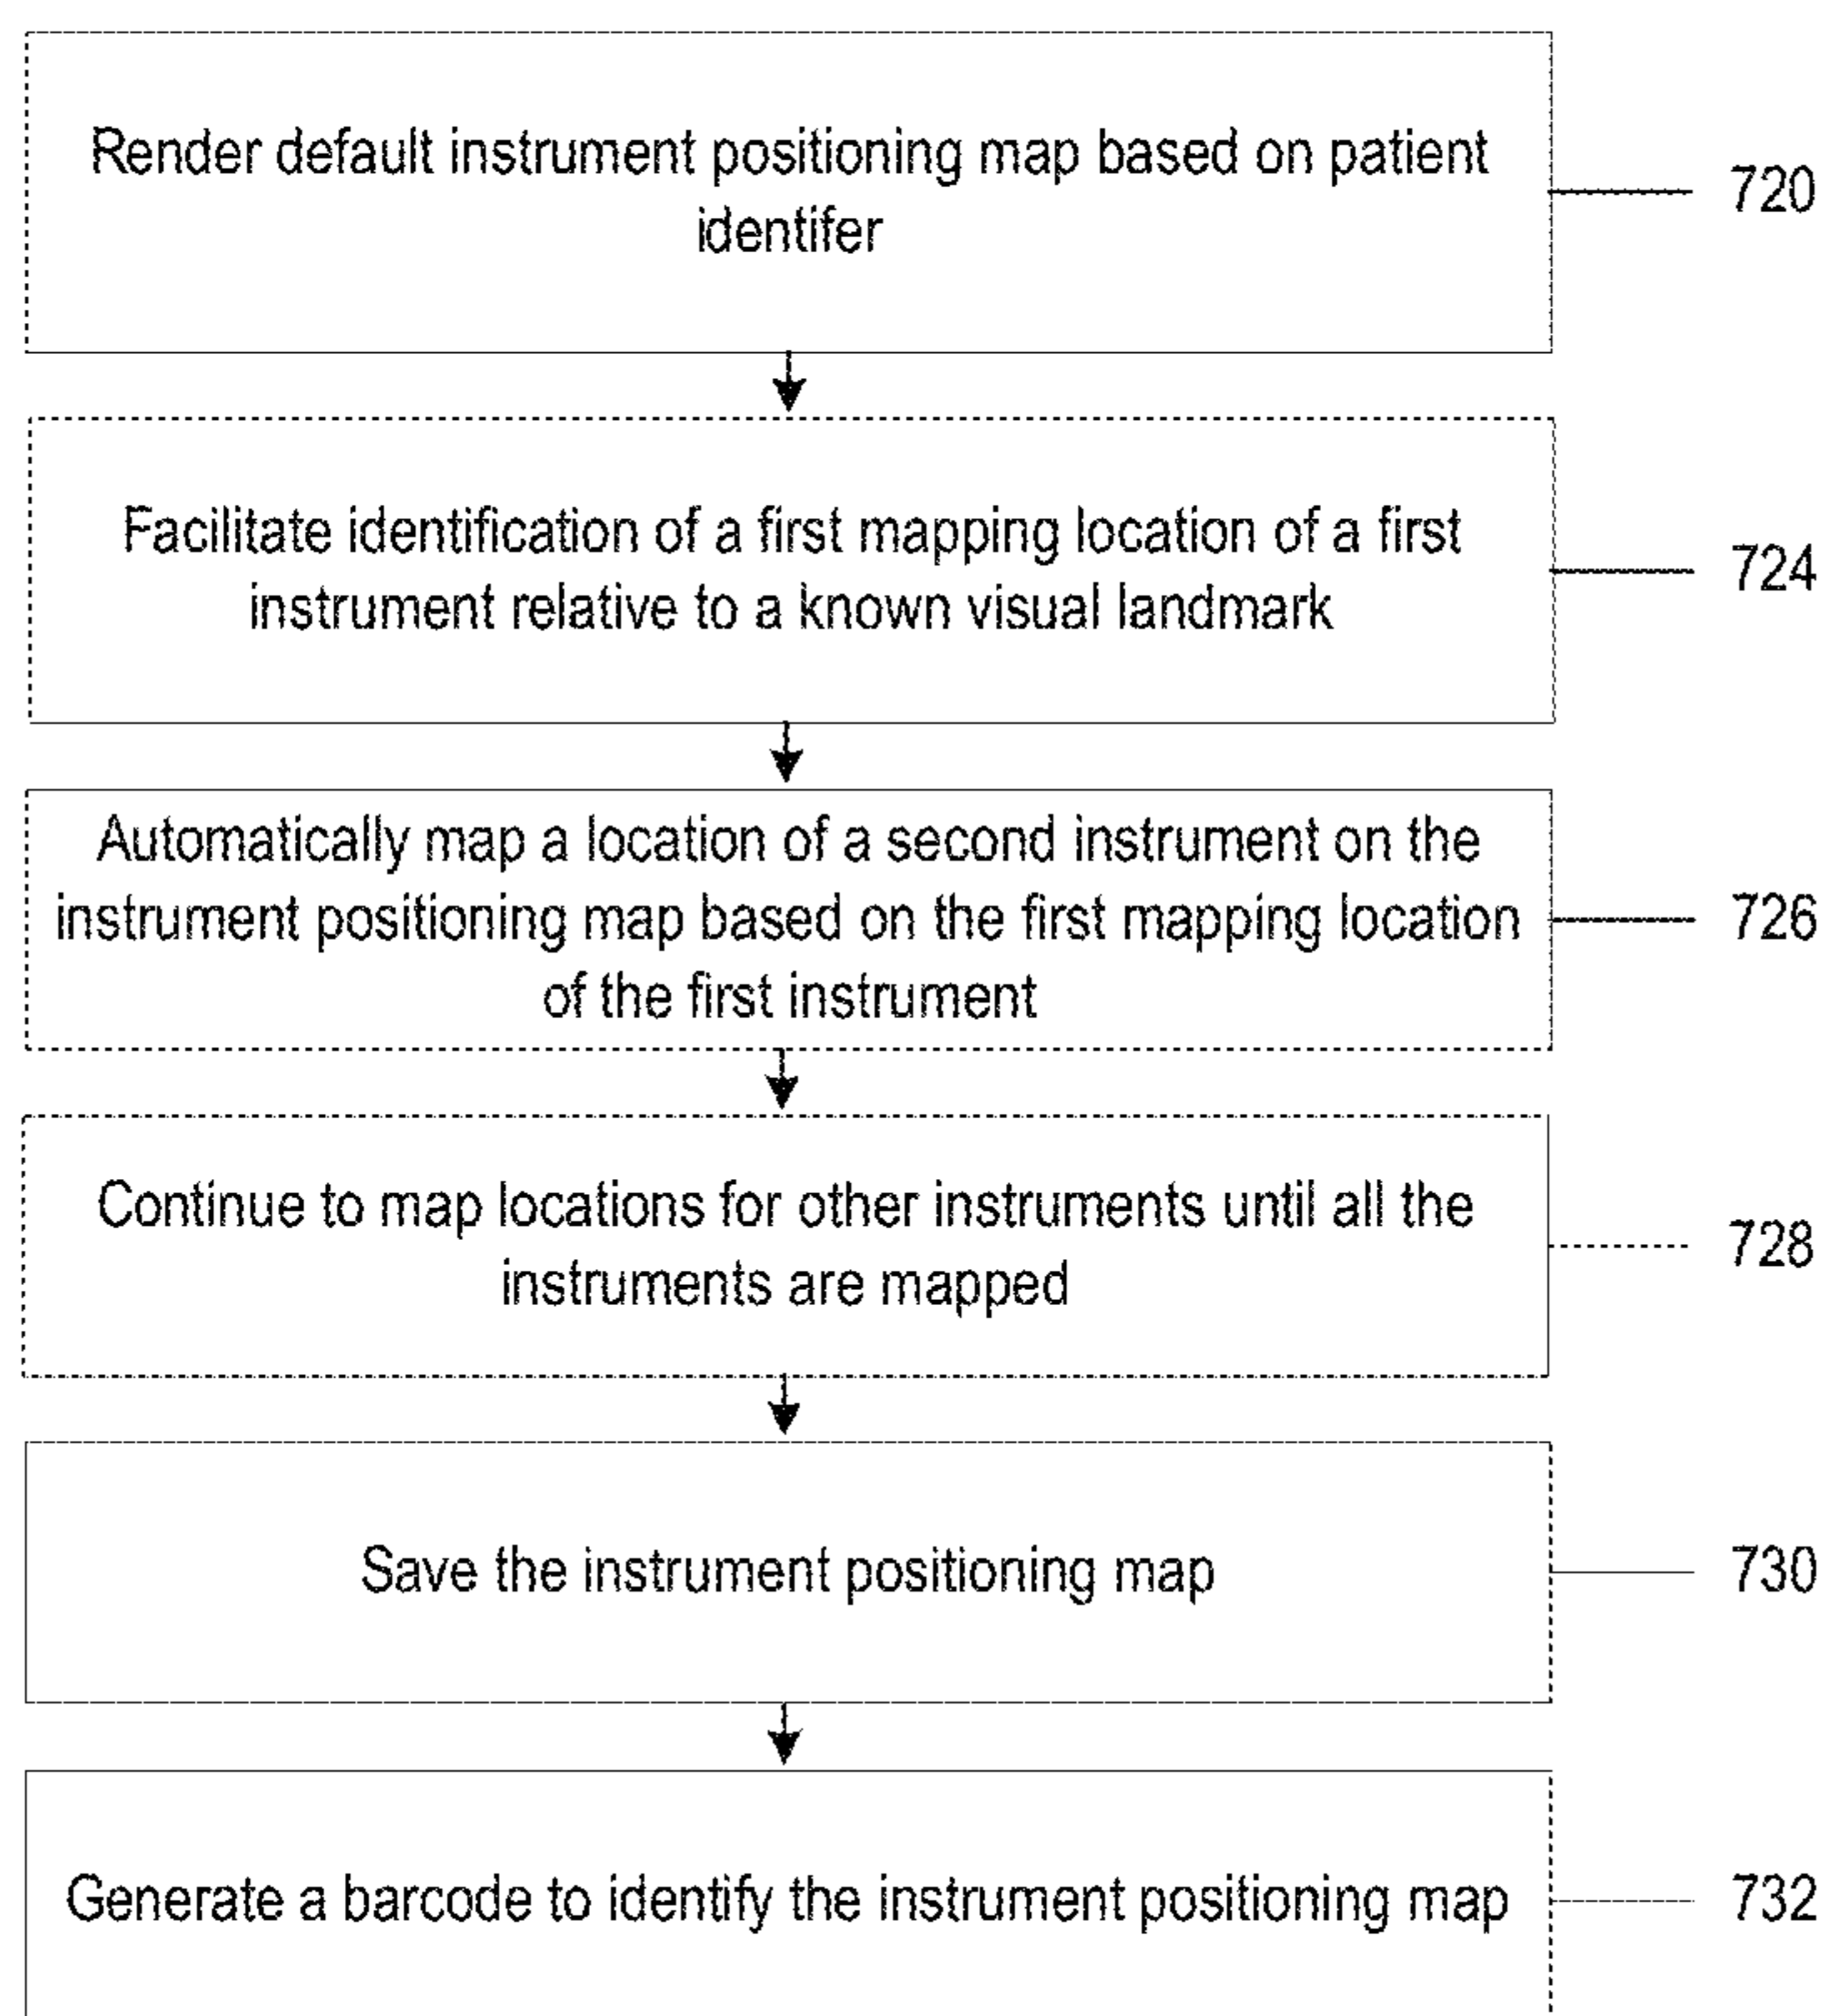 Render default instrument positioning map based on patient
identifer
720
Facilitate identification of a first mapping location of a first
instrument relative to a known visual landmark
724
Automatically map a location of a second instrument on the
instrument positioning map based on the first mapping location
of the first instrument
726
Continue to map locations for other instruments until all the
instruments are mapped
728
Save the instrument positioning map
730
Generate a barcode to identify the instrument positioning map
732